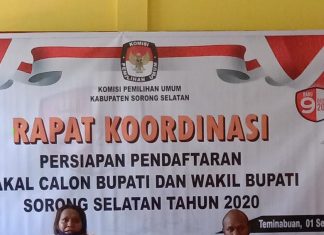 KOMISI
PEMILIHAN UMUM
KOMISI PEMILIHAN UMUM
KABUPATEN SORONG SELATAN
RAPAT KOORDINASI
PERSIAPAN PENDAFTARAN
AKAL CALON BUPATI DAN WAKIL BUPATI
SORONG SELATAN TAHUN 2020
Teminabuan, 01 Se